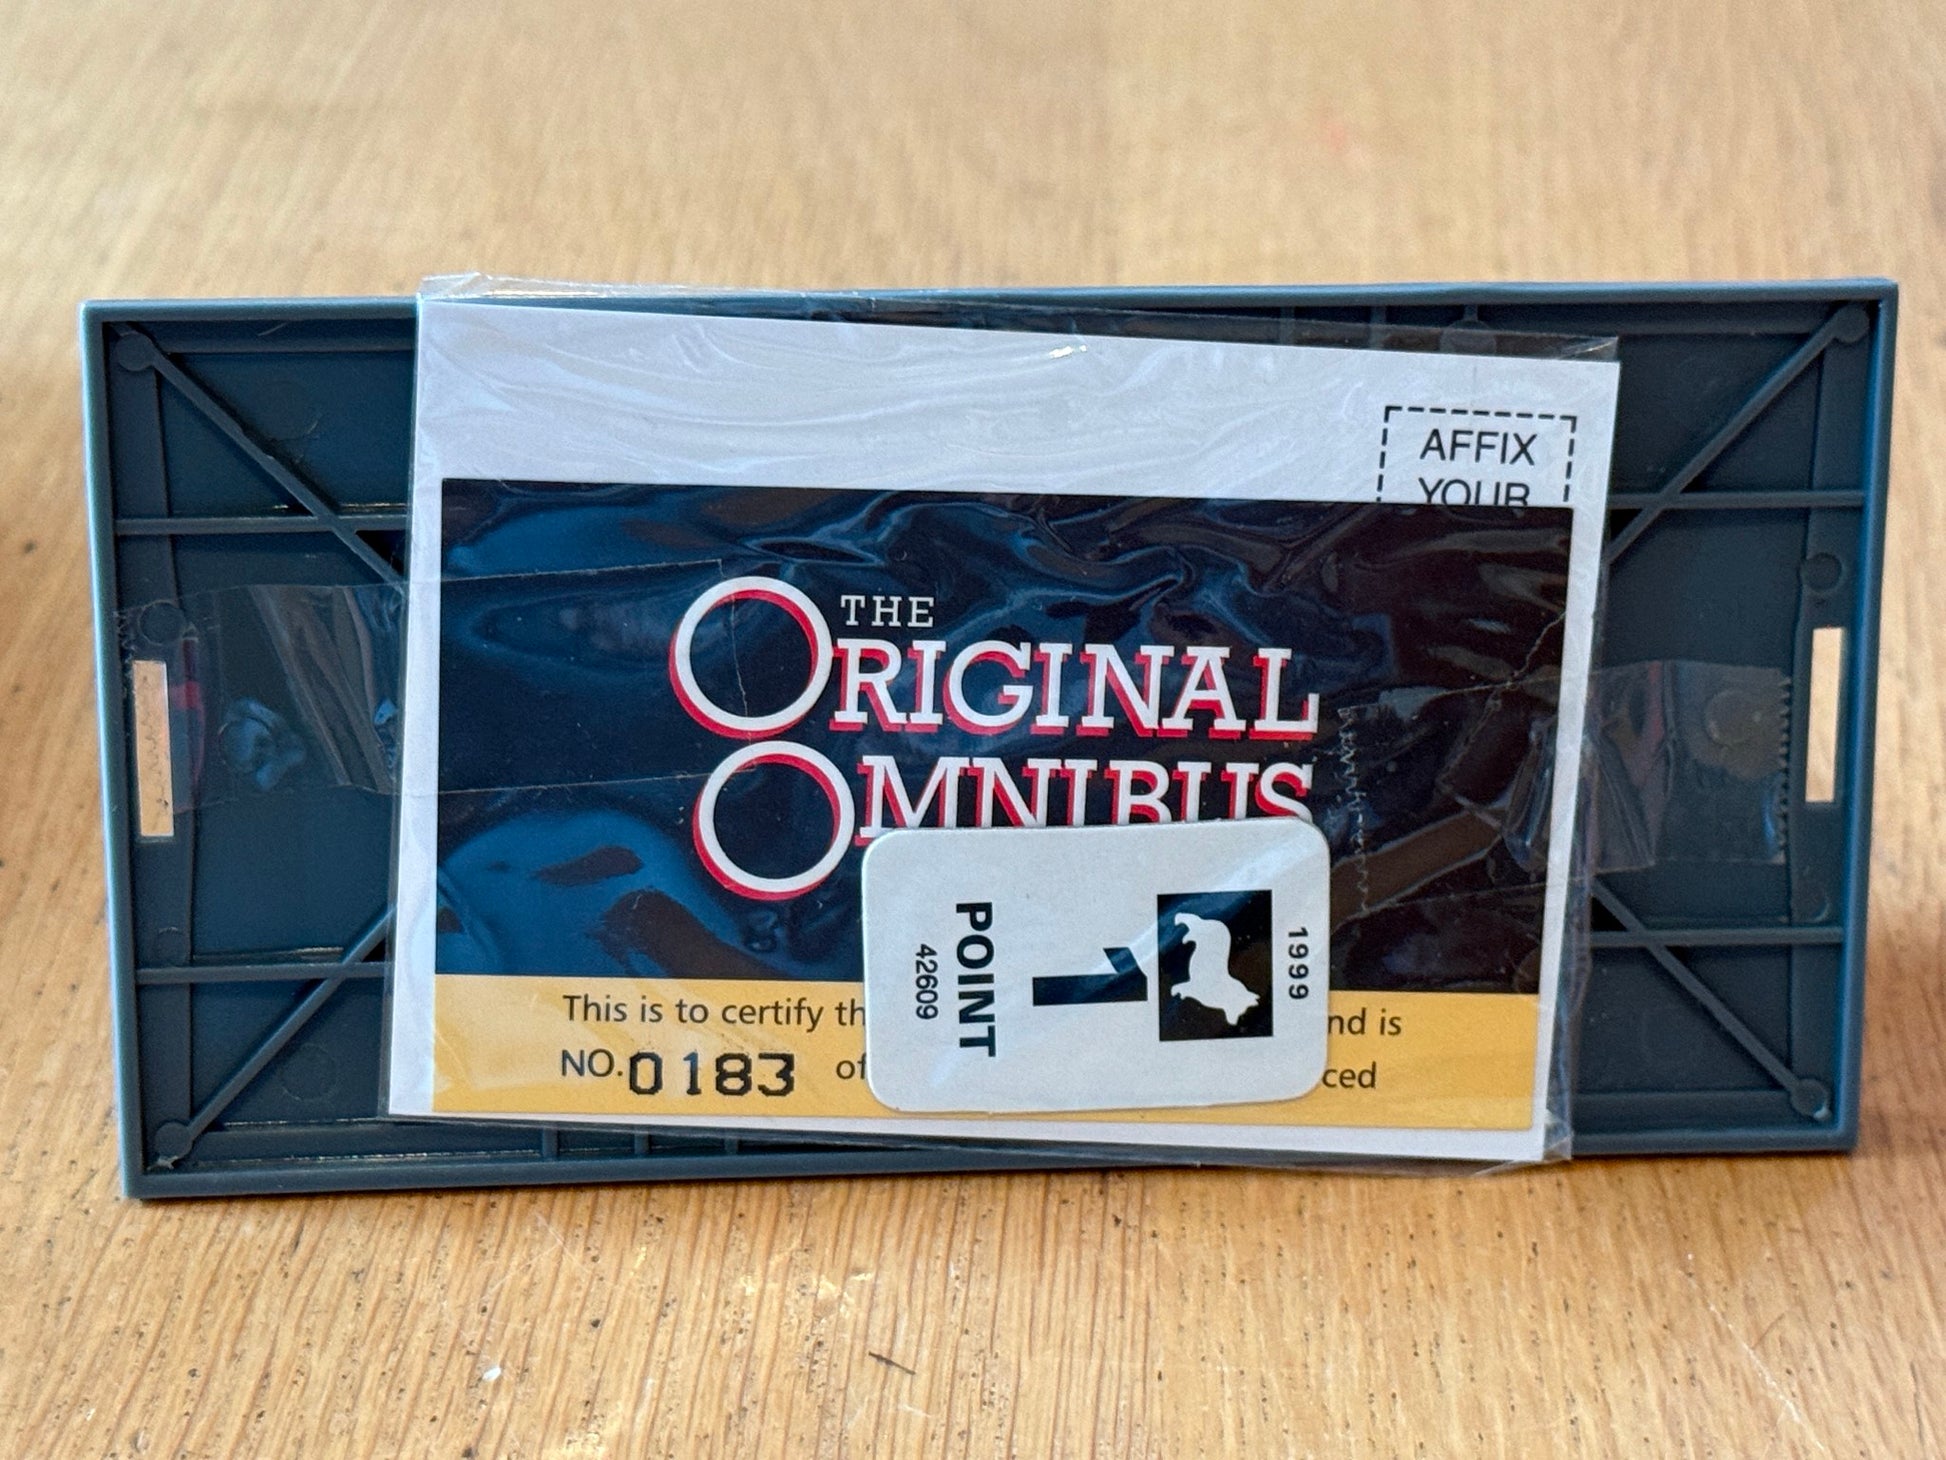 AFFIX
YOUR
THE
ORIGINAL
OMNIBUS
This is to certify th
nd is
NO. 0183 of
ced
1999
1
POINT
42609